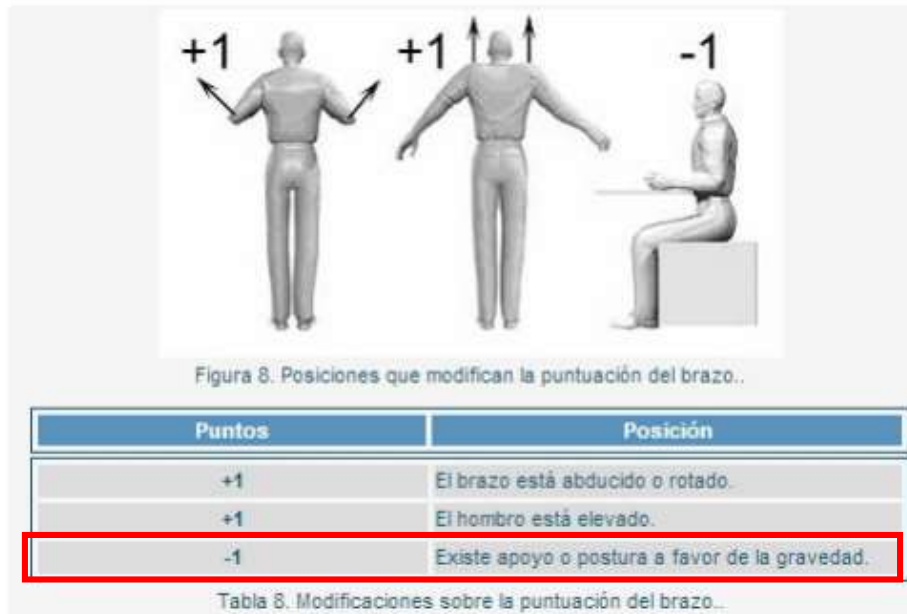 +1 +1 -1
Figura 8. Posiciones que modifican la puntuación del brazo..
Puntos Posición
+1 El brazo está abducido o rotado.
+1 El hombro está elevado.
-1 Existe apoyo o postura a favor de la gravedad.
Tabla 8. Modificaciones sobre la puntuación del brazo..